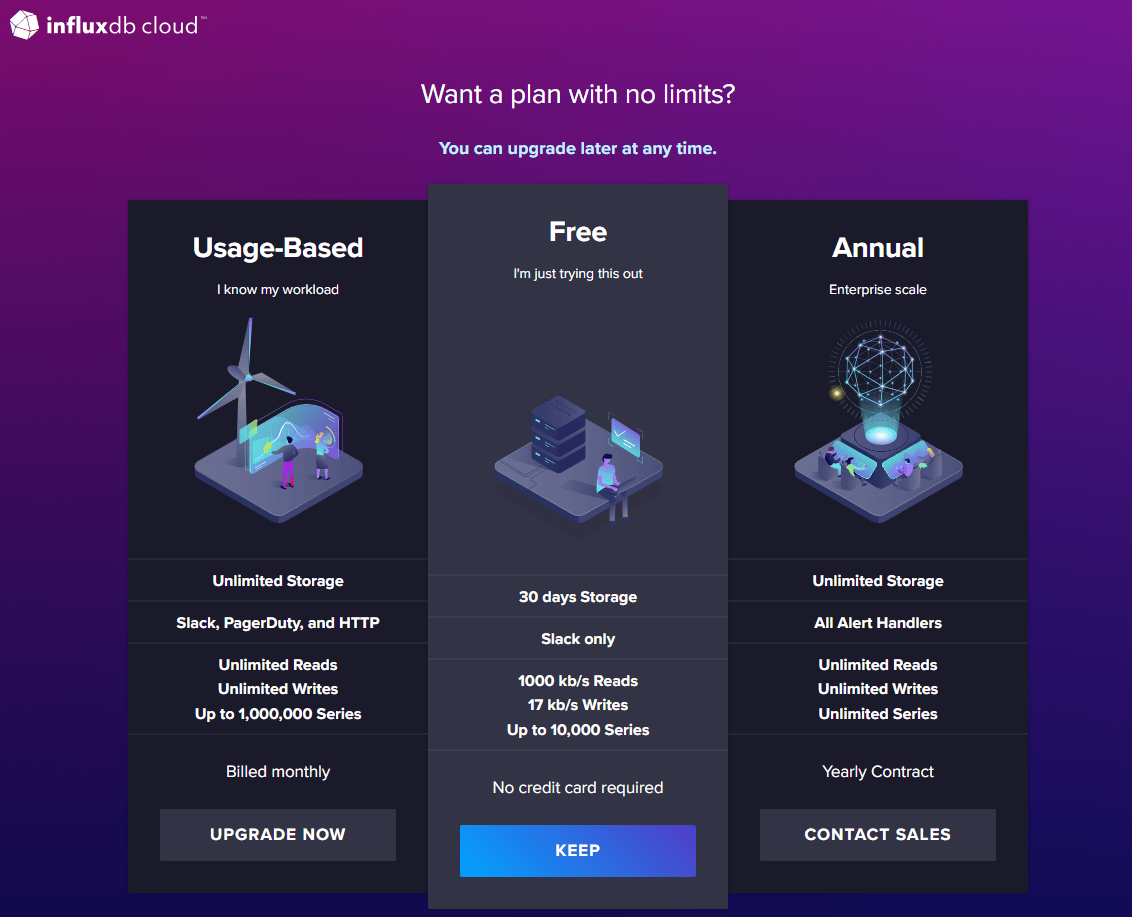 influxdb cloud™
Want a plan with no limits?
You can upgrade later at any time.
Usage-Based
I know my workload
Unlimited Storage
Slack, PagerDuty, and HTTP
Unlimited Reads
Unlimited Writes
Up to 1,000,000 Series
Billed monthly
UPGRADE NOW
Free
I'm just trying this out
30 days Storage
Slack only
1000 kb/s Reads
17 kb/s Writes
Up to 10,000 Series
No credit card required
KEEP
Annual
Enterprise scale
Unlimited Storage
All Alert Handlers
Unlimited Reads
Unlimited Writes
Unlimited Series
Yearly Contract
CONTACT SALES